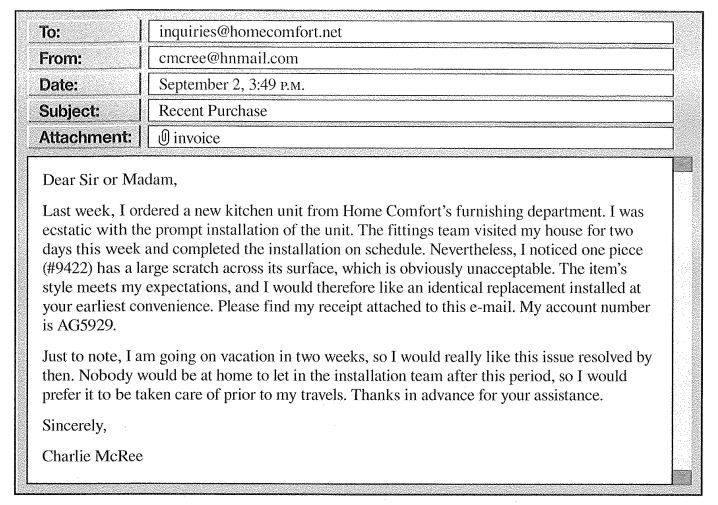 To: inquiries@homecomfort.net
From: cmcree@hnmail.com
Date: September 2, 3:49 P.M.
Subject: Recent Purchase
Attachment: invoice
Dear Sir or Madam,
Last week, I ordered a new kitchen unit from Home Comfort's furnishing department. I was
ecstatic with the prompt installation of the unit. The fittings team visited my house for two
days this week and completed the installation on schedule. Nevertheless, I noticed one piece
(#9422) has a large scratch across its surface, which is obviously unacceptable. The item's
style meets my expectations, and I would therefore like an identical replacement installed at
your earliest convenience. Please find my receipt attached to this e-mail. My account number
is AG5929.
Just to note, I am going on vacation in two weeks, so I would really like this issue resolved by
then. Nobody would be at home to let in the installation team after this period, so I would
prefer it to be taken care of prior to my travels. Thanks in advance for your assistance.
Sincerely,
Charlie McRee